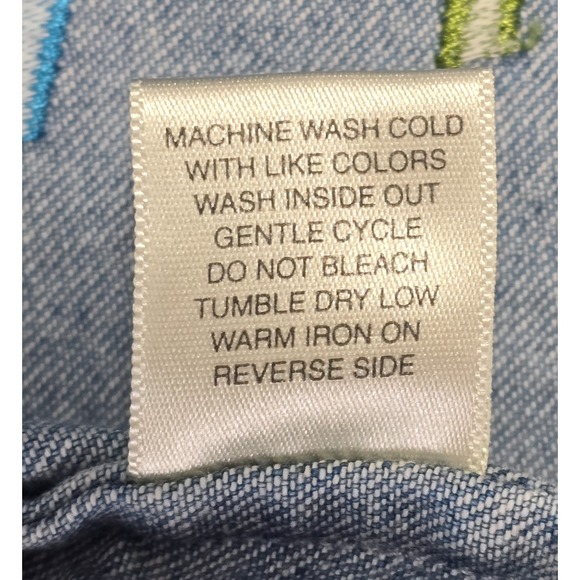 MACHINE WASH COLD
WITH LIKE COLORS
WASH INSIDE OUT
GENTLE CYCLE
DO NOT BLEACH
TUMBLE DRY LOW
WARM IRON ON
REVERSE SIDE